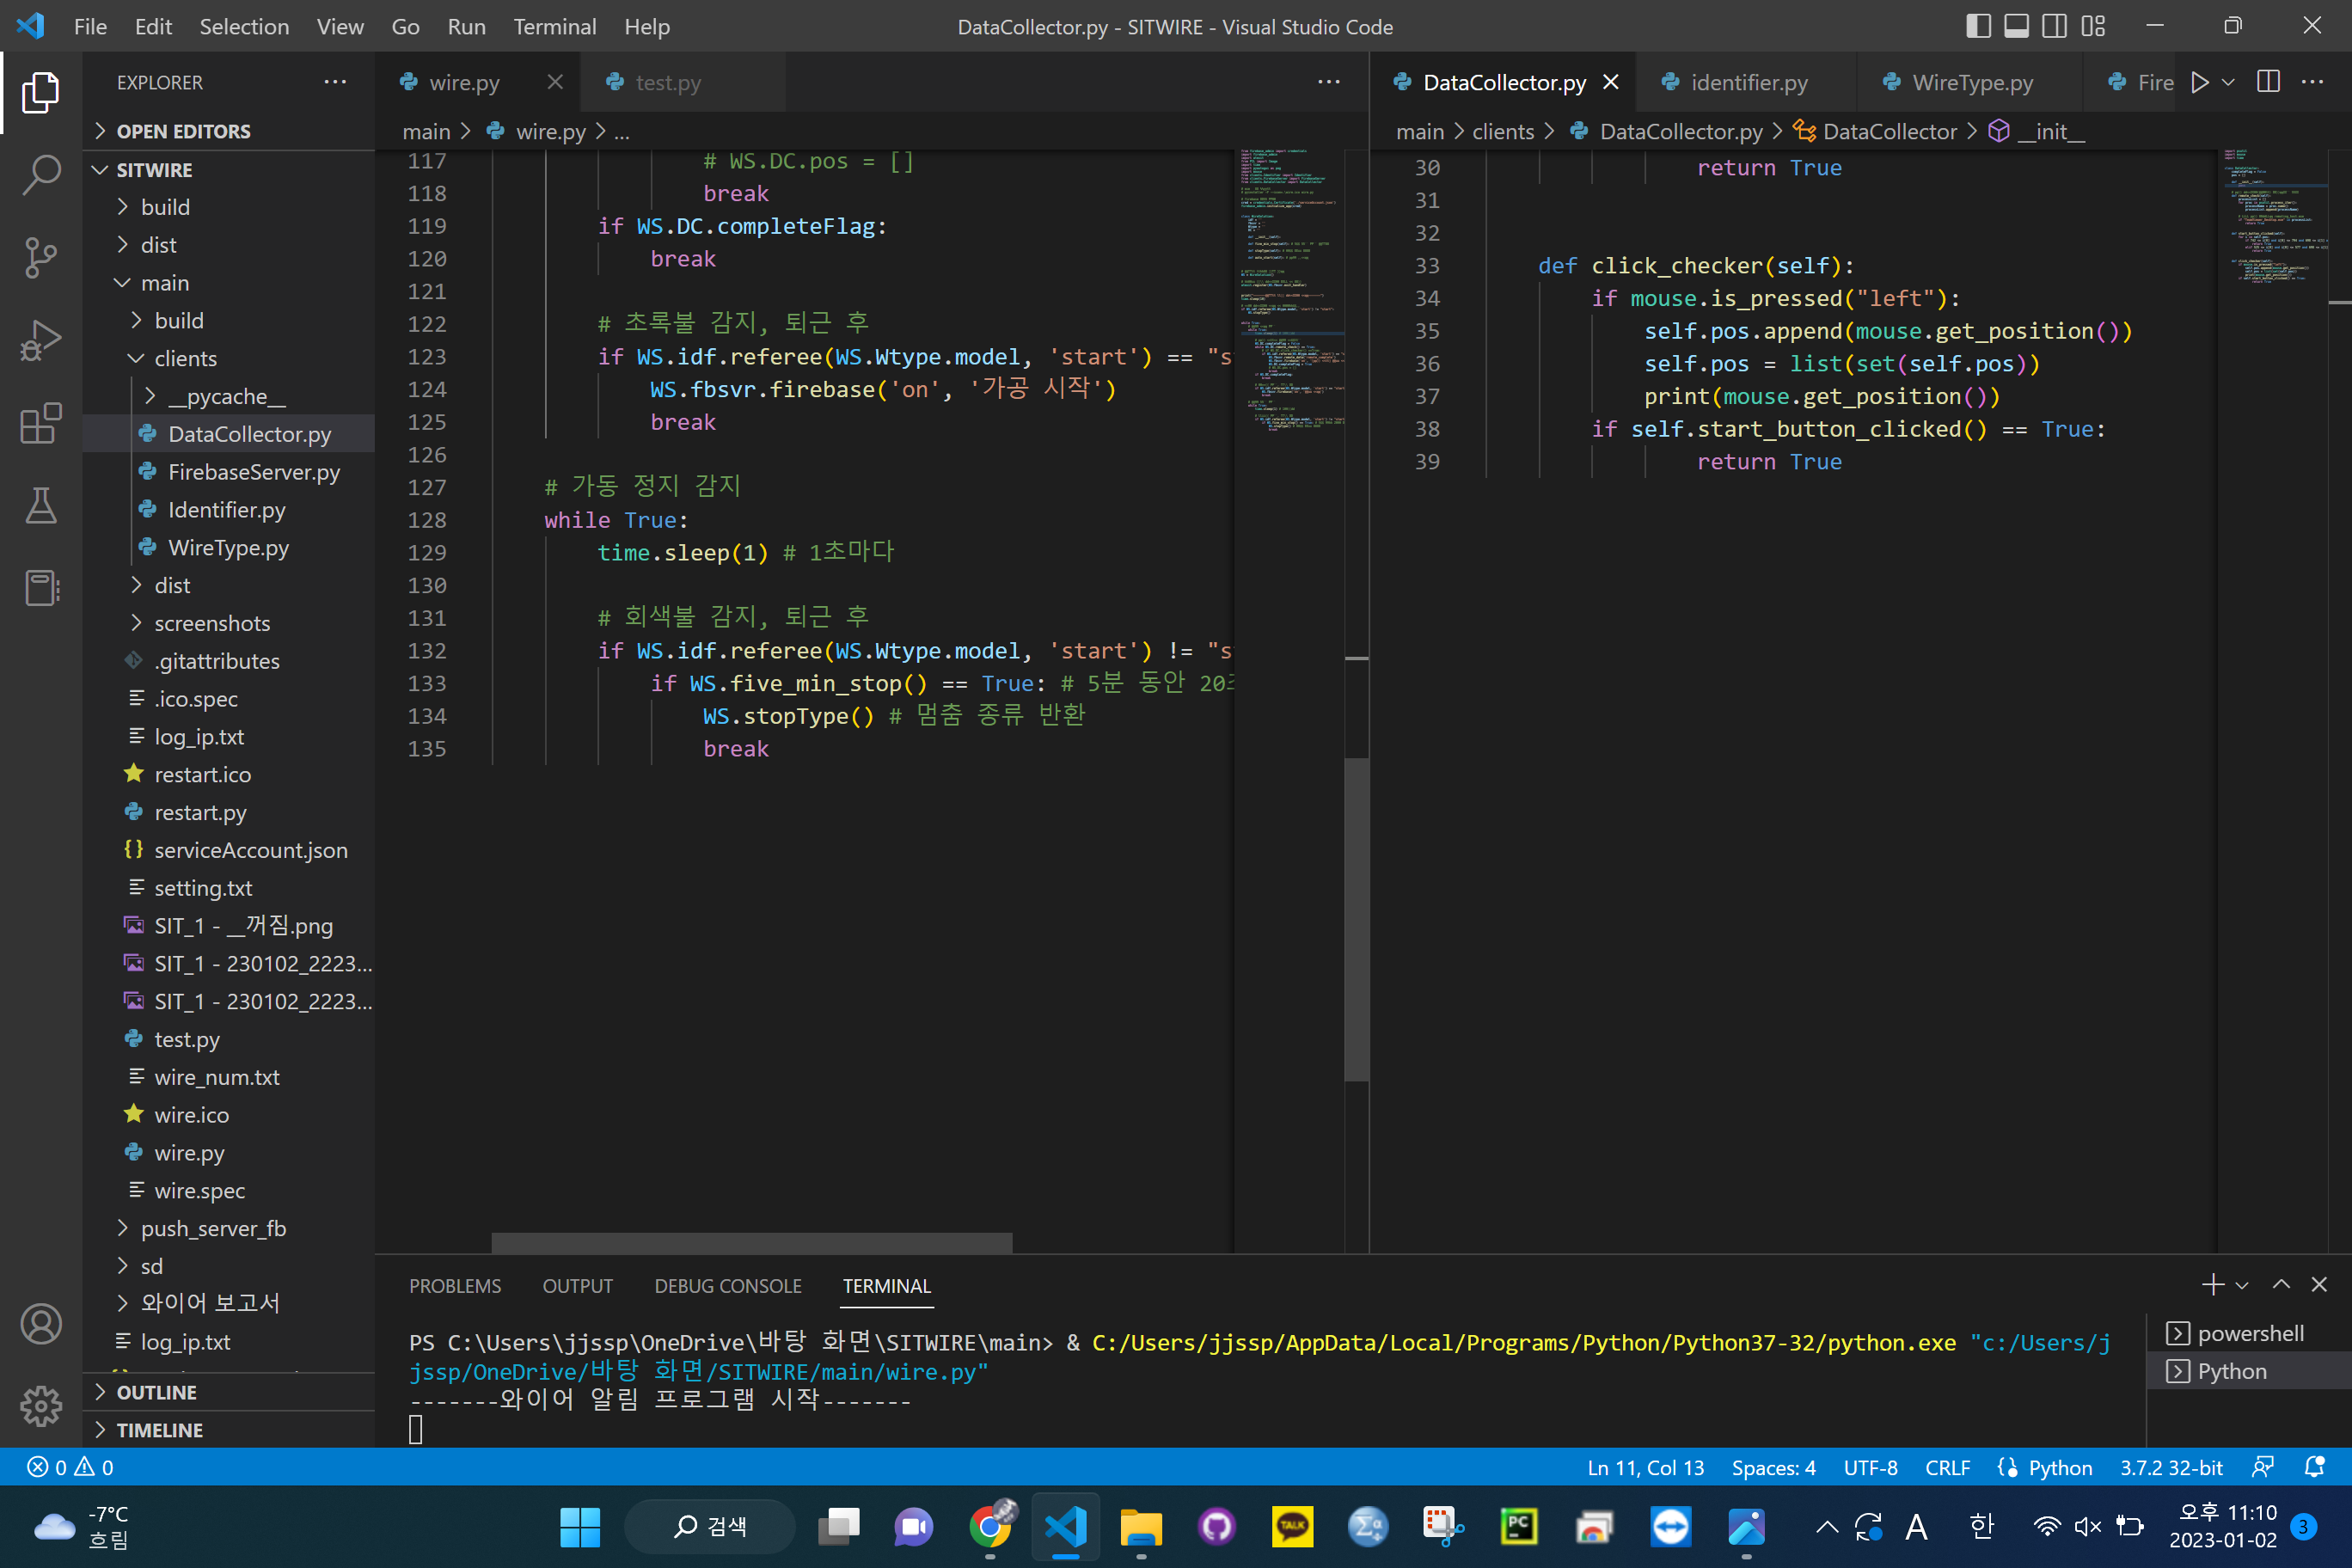 File Edit Selection View Go Run Terminal Help
DataCollector.py - SITWIRE - Visual Studio Code
EXPLORER
OPEN EDITORS
SITWIRE
build
dist
main
build
clients
__pycache__
DataCollector.py
FirebaseServer.py
Identifier.py
WireType.py
dist
screenshots
.gitattributes
.ico.spec
log_ip.txt
restart.ico
restart.py
serviceAccount.json
setting.txt
SIT_1 - __꺼짐.png
SIT_1 - 230102_2223...
SIT_1 - 230102_2223...
test.py
wire_num.txt
wire.ico
wire.py
wire.spec
push_server_fb
sd
와이어 보고서
log_ip.txt
OUTLINE
TIMELINE
wire.py test.py
main > wire.py > ...
117 # WS.DC.pos = []
118 break
119 if WS.DC.completeFlag:
120 break
121
122 # 초록불 감지, 퇴근 후
123 if WS.idf.referee(WS.Wtype.model, 'start') == "s
124 WS.fbsvr.firebase('on', '가공 시작')
125 break
126
127 # 가동 정지 감지
128 while True:
129 time.sleep(1) # 1초마다
130
131 # 회색불 감지, 퇴근 후
132 if WS.idf.referee(WS.Wtype.model, 'start') != "s
133 if WS.five_min_stop() == True: # 5분 동안 20
134 WS.stopType() # 멈춤 종류 반환
135 break
DataCollector.py identifier.py WireType.py Fire
main > clients > DataCollector.py > DataCollector > __init__
30 return True
31
32
33 def click_checker(self):
34 if mouse.is_pressed("left"):
35 self.pos.append(mouse.get_position())
36 self.pos = list(set(self.pos))
37 print(mouse.get_position())
38 if self.start_button_clicked() == True:
39 return True
PROBLEMS OUTPUT DEBUG CONSOLE TERMINAL
PS C:\Users\jjssp\OneDrive\바탕 화면\SITWIRE\main> & C:/Users/jjssp/AppData/Local/Programs/Python/Python37-32/python.exe "c:/Users/j
jssp/OneDrive/바탕 화면/SITWIRE/main/wire.py"
-------와이어 알림 프로그램 시작-------
powershell
Python
0 0
Ln 11, Col 13 Spaces: 4 UTF-8 CRLF Python 3.7.2 32-bit
-7°C
흐림
검색
TALK
PC
A 한
오후 11:10
2023-01-02
3